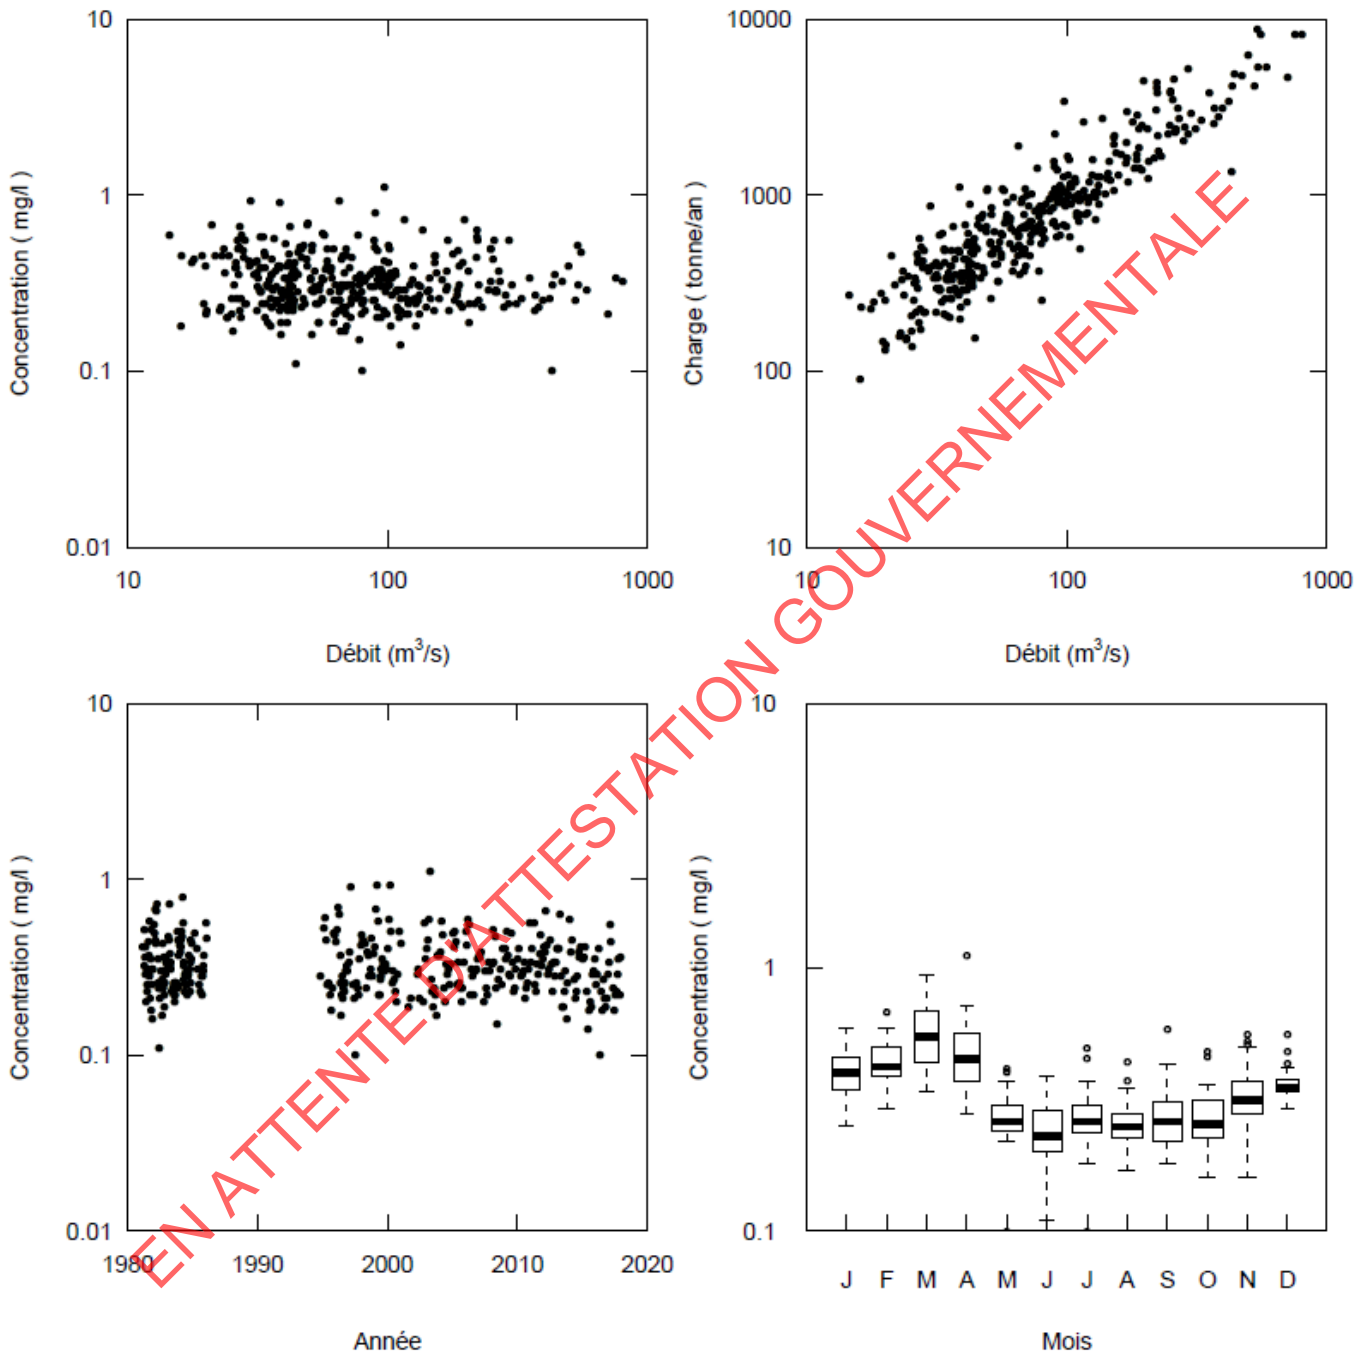 10
1
0.1
0.01
10
100
1000
Concentration ( mg/l )
Débit (m³/s)
10000
1000
100
10
10
100
1000
Charge ( tonne/an )
Débit (m³/s)
10
1
0.1
0.01
1980
1990
2000
2010
2020
Concentration ( mg/l )
Année
10
1
0.1
J F M A M J J A S O N D
Concentration ( mg/l )
Mois
EN ATTENTE D'ATTESTATION GOUVERNEMENTALE